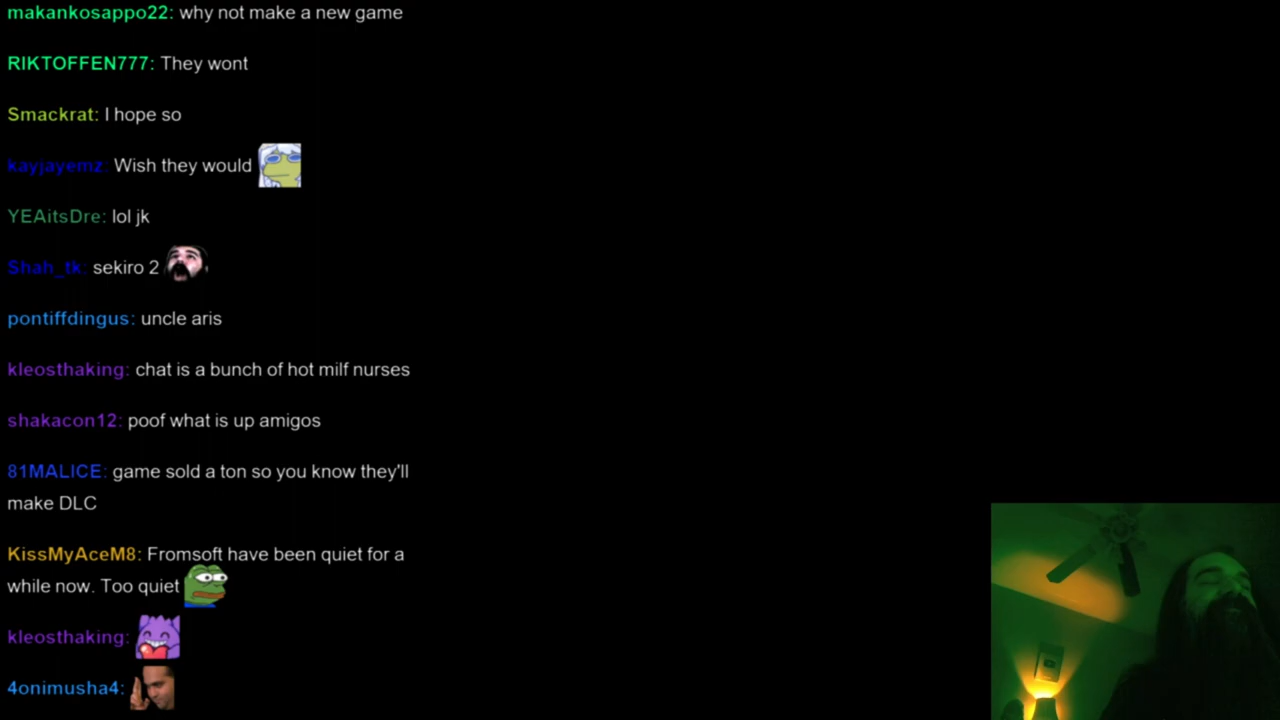 makankosappo22: why not make a new game
RIKTOFFEN777: They wont
Smackrat: I hope so
kayjayemz: Wish they would
YEAitsDre: lol jk
Shah_tk: sekiro 2
pontiffdingus: uncle aris
kleosthaking: chat is a bunch of hot milf nurses
shakacon12: poof what is up amigos
81MALICE: game sold a ton so you know they'll
make DLC
KissMyAceM8: Fromsoft have been quiet for a
while now. Too quiet
kleosthaking:
4onimusha4: